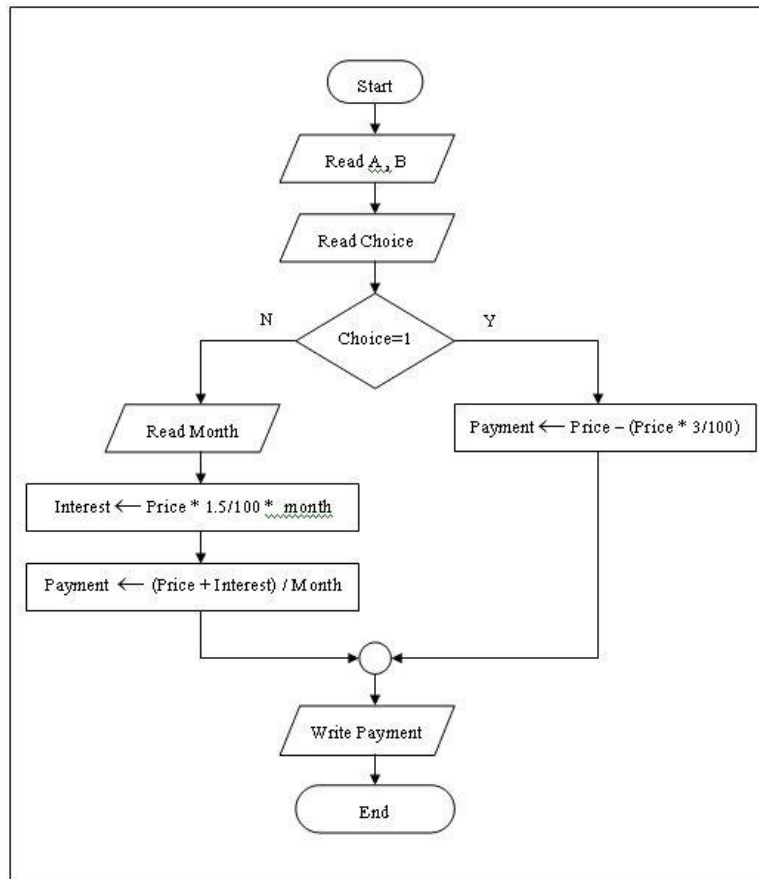 Start
Read A, B
Read Choice
N
Y
Choice=1
Read Month
Payment ← Price – (Price * 3/100)
Interest ← Price * 1.5/100 * month
Payment ← (Price + Interest) / Month
Write Payment
End